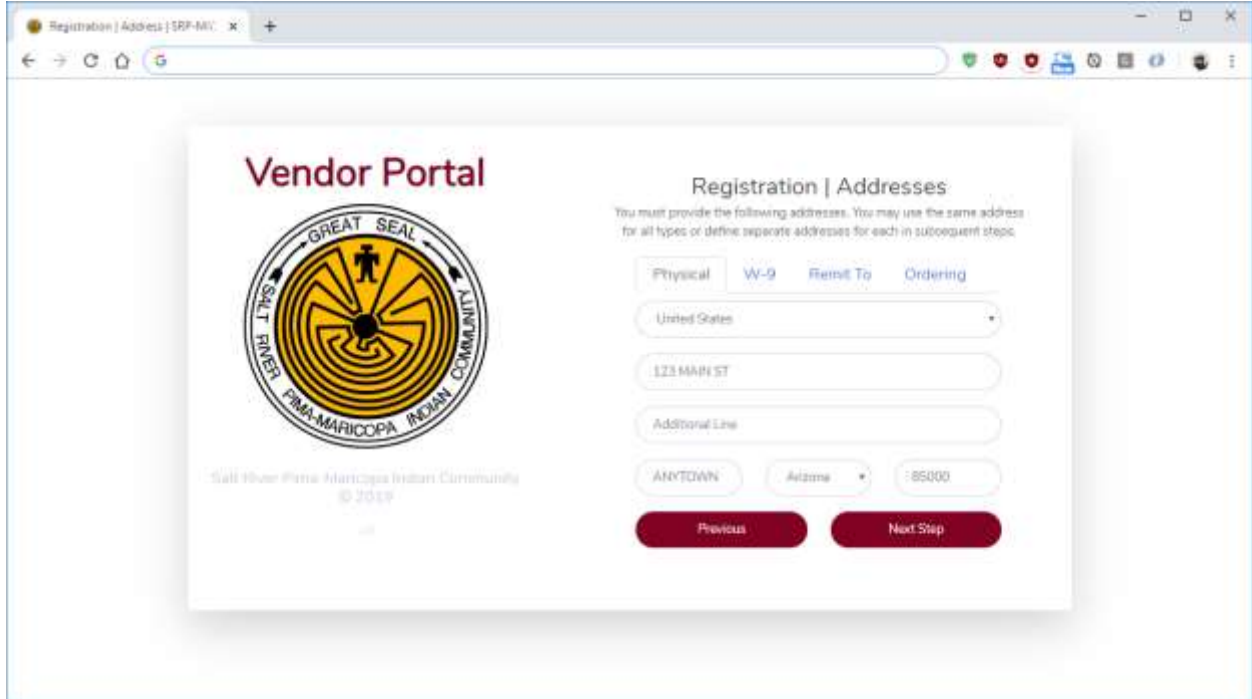 Registration | Address | SRP-MI
Vendor Portal
GREAT SEAL
SALT RIVER PIMA-MARICOPA INDIAN COMMUNITY
Salt River Pima-Maricopa Indian Community
© 2019
Registration | Addresses
You must provide the following addresses. You may use the same address
for all types or define separate addresses for each in subsequent steps.
Physical W-9 Remit To Ordering
United States
123 MAIN ST
Additional Line
ANYTOWN Arizona 85000
Previous Next Step